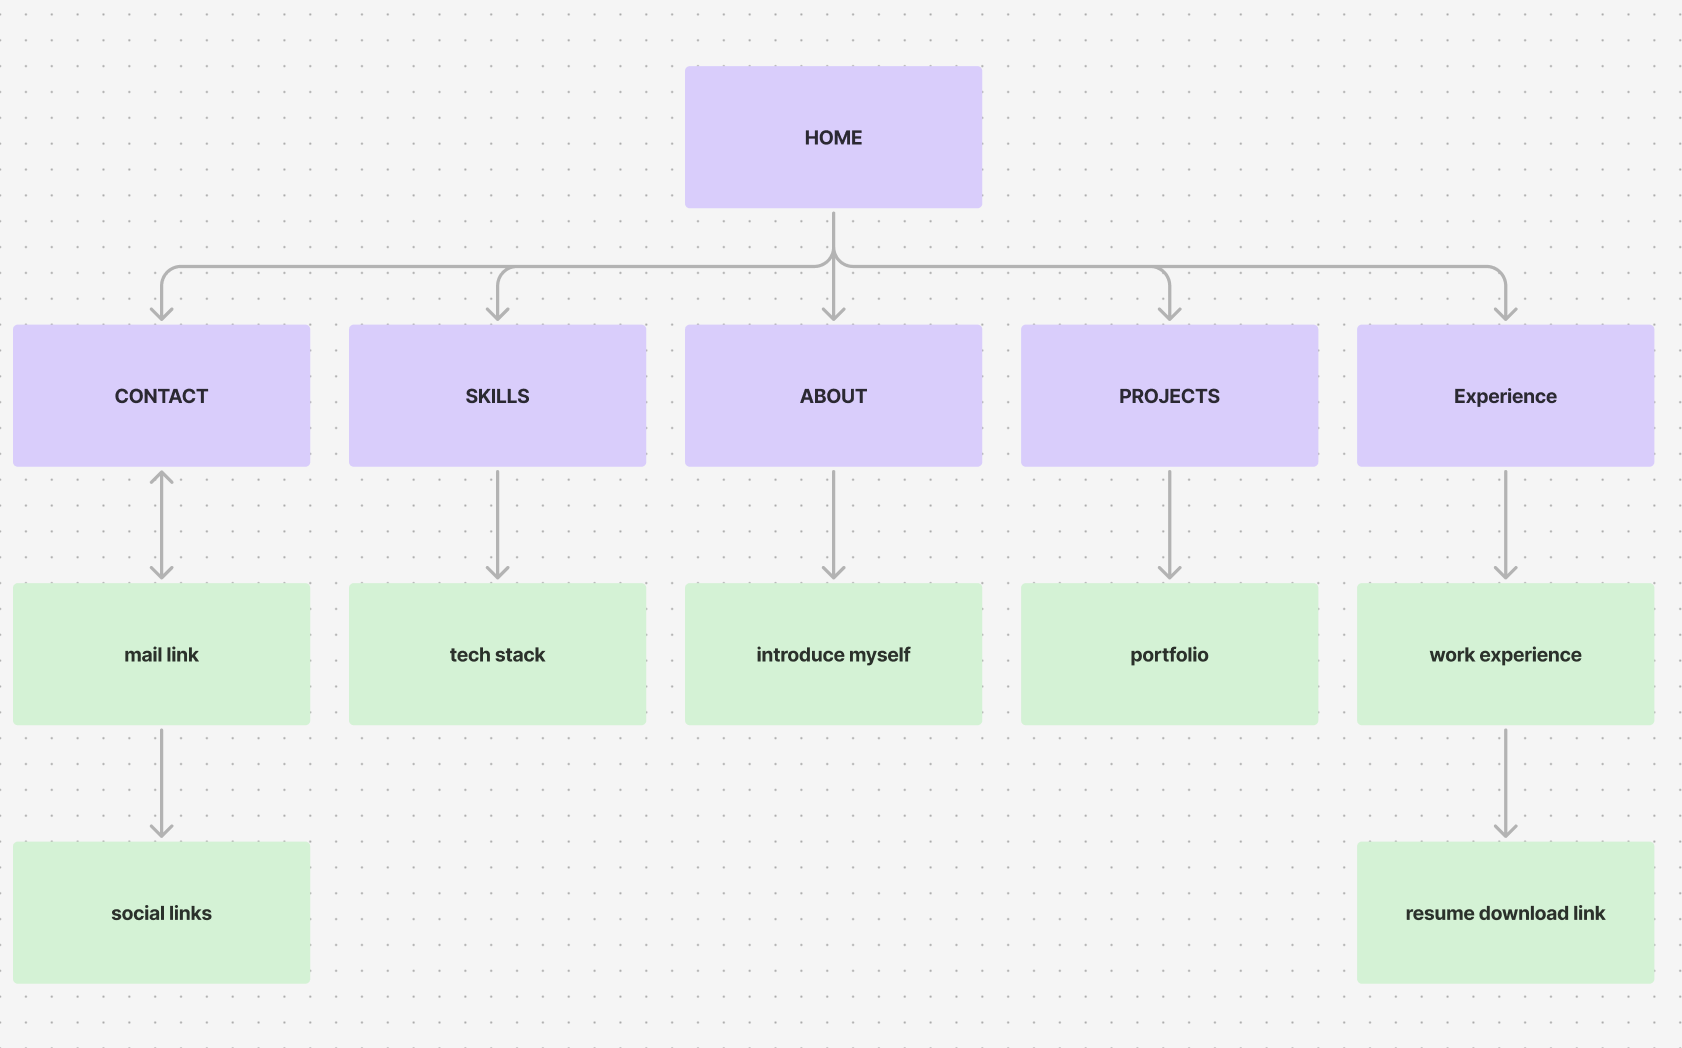 HOME
CONTACT
SKILLS
ABOUT
PROJECTS
Experience
mail link
tech stack
introduce myself
portfolio
work experience
social links
resume download link